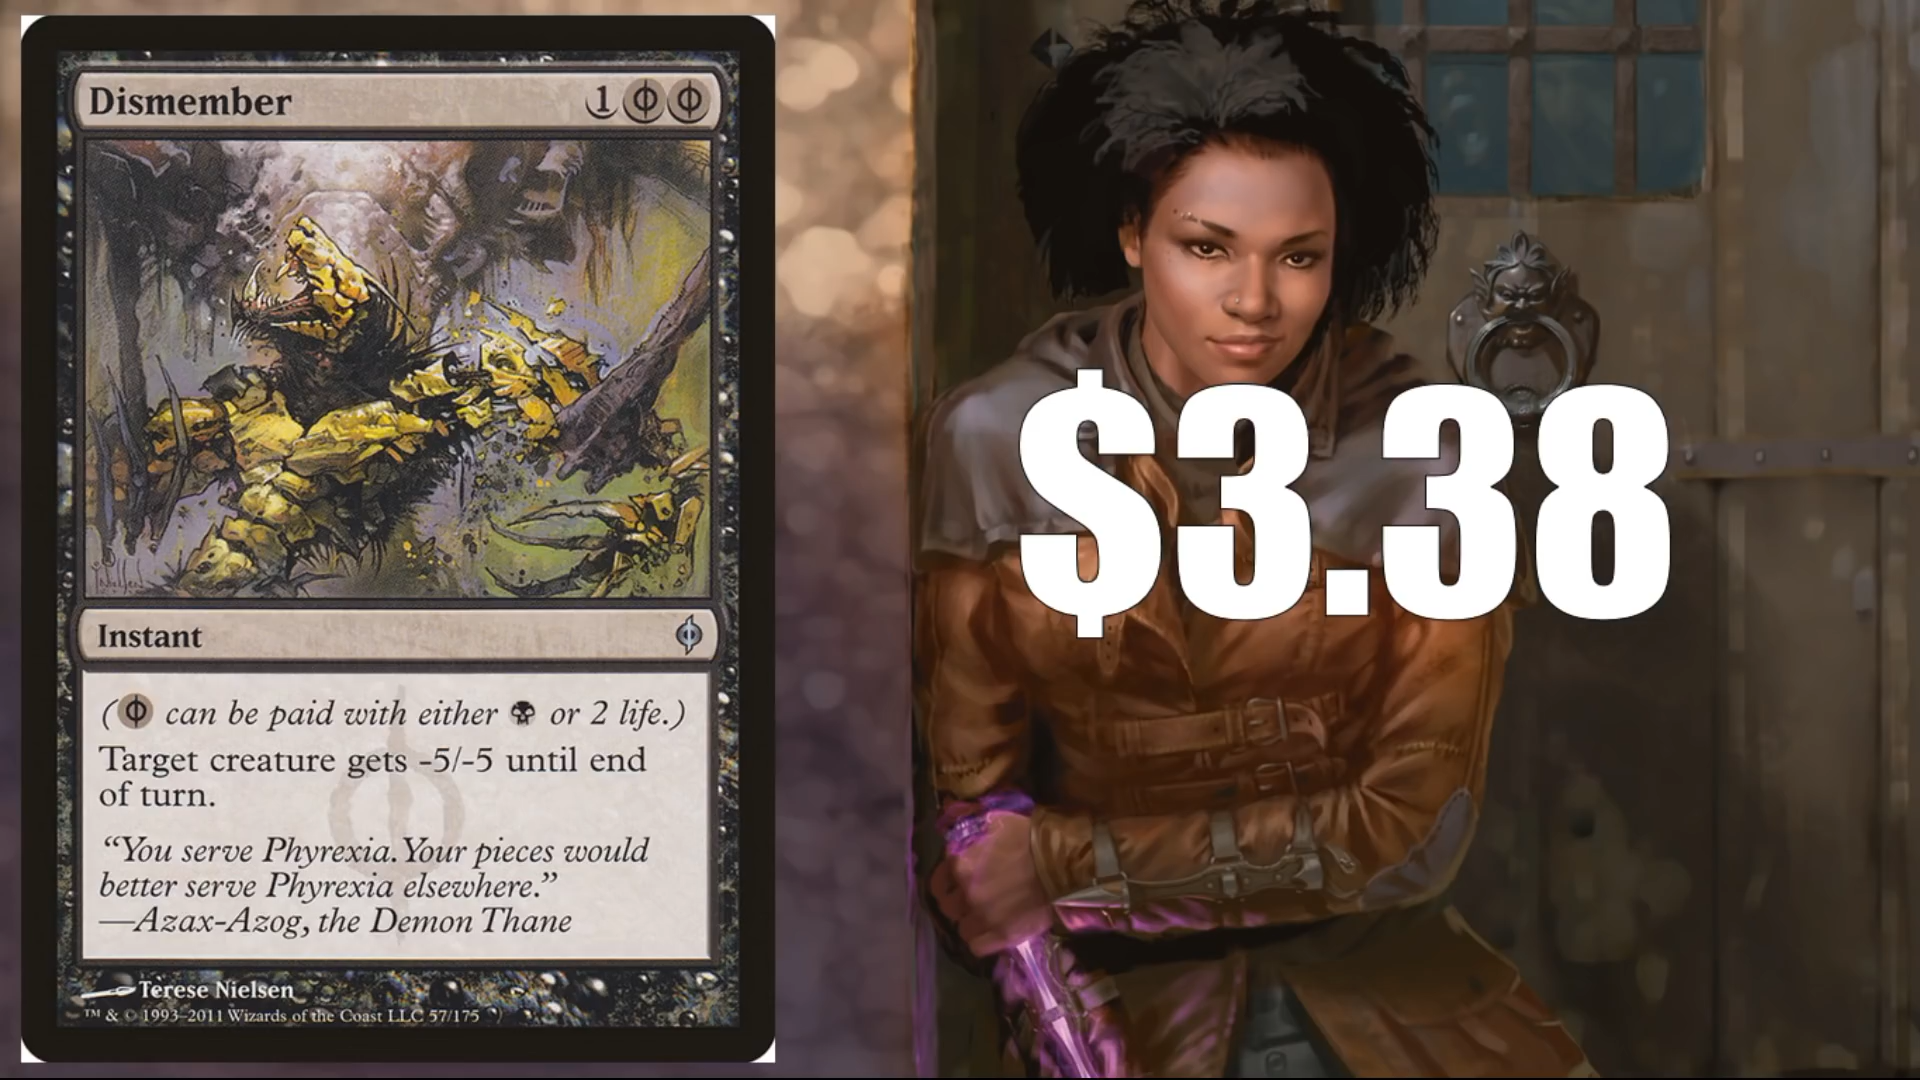 Dismember 1
Instant
( can be paid with either or 2 life.)
Target creature gets -5/-5 until end
of turn.
“You serve Phyrexia. Your pieces would
better serve Phyrexia elsewhere.”
—Azax-Azog, the Demon Thane
Terese Nielsen
™ & © 1993–2011 Wizards of the Coast LLC 57/175
$3.38